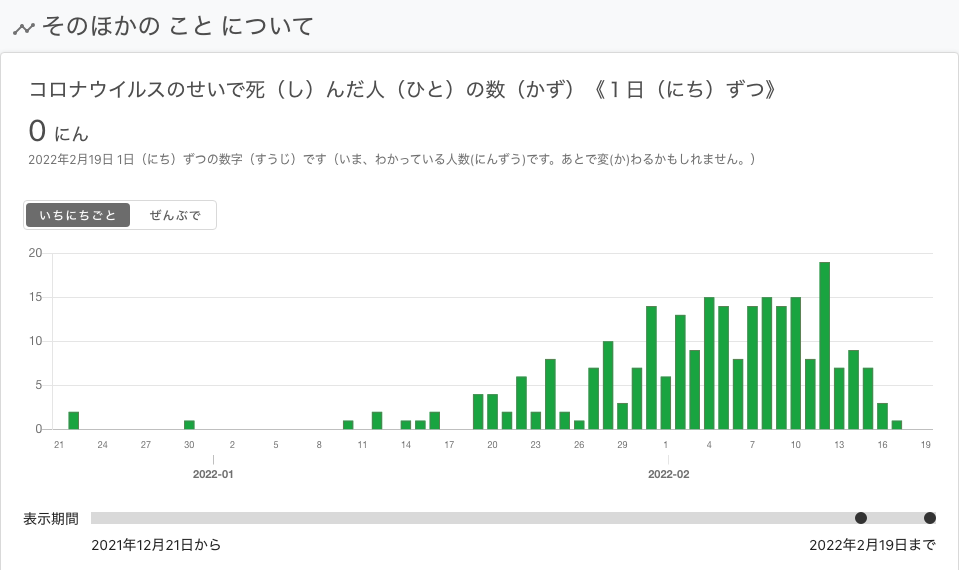 そのほかの こと について
コロナウイルスのせいで死（し）んだ人（ひと）の数（かず）《１日（にち）ずつ》
0 にん
2022年2月19日 1日（にち）ずつの数字（すうじ）です（いま、わかっている人数(にんずう)です。あとで変(か)わるかもしれません。）
いちにちごと ぜんぶで
20
15
10
5
0
21 24 27 30 2 5 8 11 14 17 20 23 26 29 1 4 7 10 13 16 19
2022-01 2022-02
表示期間
2021年12月21日から 2022年2月19日まで